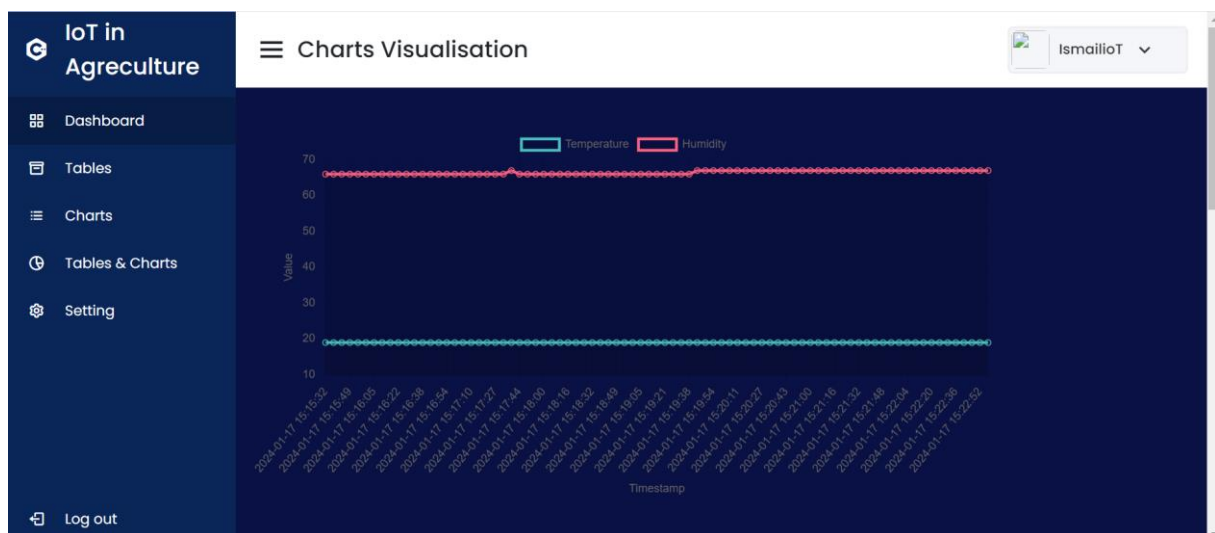 IoT in
Agreculture
Charts Visualisation
IsmailioT
Dashboard
Tables
Charts
Tables & Charts
Setting
Log out
Temperature
Humidity
70
60
50
40
30
20
10
Value
2024-01-17 15:15:32
2024-01-17 15:15:49
2024-01-17 15:16:05
2024-01-17 15:16:22
2024-01-17 15:16:38
2024-01-17 15:16:54
2024-01-17 15:17:10
2024-01-17 15:17:27
2024-01-17 15:17:44
2024-01-17 15:18:00
2024-01-17 15:18:16
2024-01-17 15:18:32
2024-01-17 15:18:49
2024-01-17 15:19:05
2024-01-17 15:19:21
2024-01-17 15:19:38
2024-01-17 15:19:54
2024-01-17 15:20:11
2024-01-17 15:20:27
2024-01-17 15:20:43
2024-01-17 15:21:00
2024-01-17 15:21:16
2024-01-17 15:21:32
2024-01-17 15:21:48
2024-01-17 15:22:04
2024-01-17 15:22:20
2024-01-17 15:22:36
2024-01-17 15:22:52
Timestamp